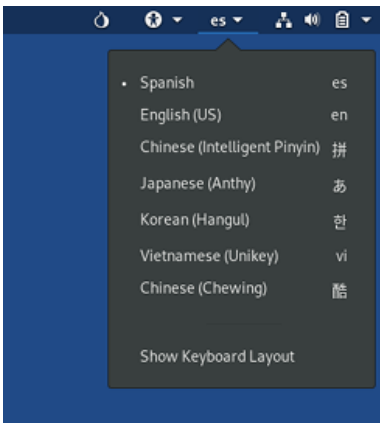 es
Spanish es
English (US) en
Chinese (Intelligent Pinyin) 拼
Japanese (Anthy) あ
Korean (Hangul) 한
Vietnamese (Unikey) vi
Chinese (Chewing) 酷
Show Keyboard Layout